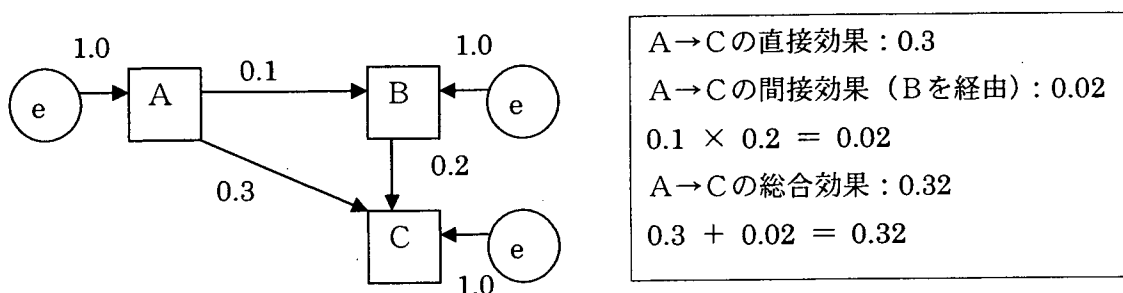 1.0
1.0
e
A
0.1
B
e
0.3
0.2
C
e
1.0
A→Cの直接効果：0.3
A→Cの間接効果（Bを経由）：0.02
0.1 × 0.2 = 0.02
A→Cの総合効果：0.32
0.3 + 0.02 = 0.32